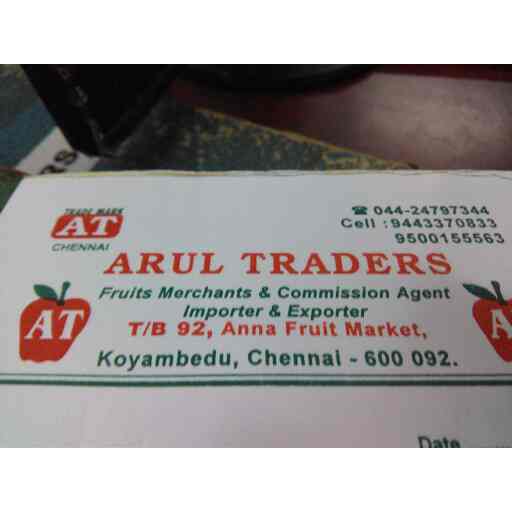 RS
TRADE MARK
AT
CHENNAI
☎ 044-24797344
Cell : 9443370833
9500155563
ARUL TRADERS
AT
Fruits Merchants & Commission Agent
Importer & Exporter
T/B 92, Anna Fruit Market,
Koyambedu, Chennai - 600 092.
Date